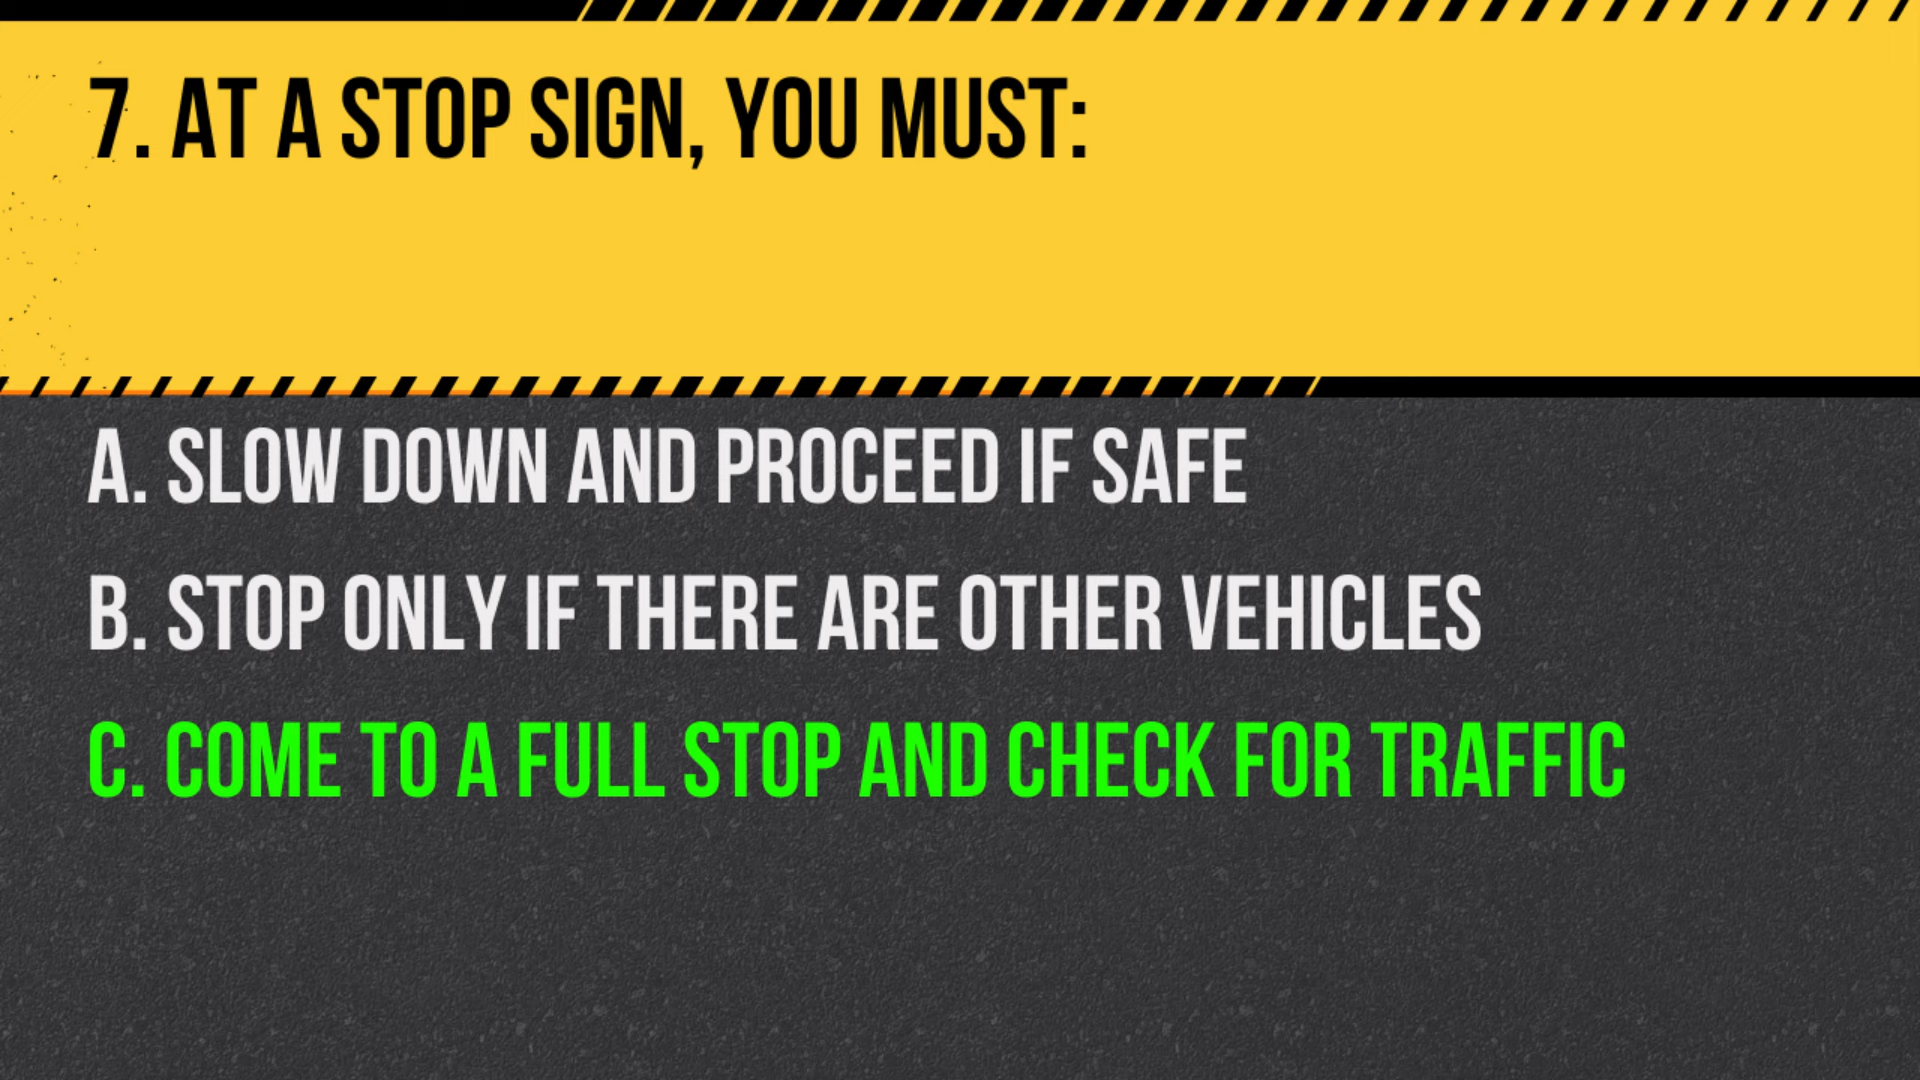 7. AT A STOP SIGN, YOU MUST:
A. SLOW DOWN AND PROCEED IF SAFE
B. STOP ONLY IF THERE ARE OTHER VEHICLES
C. COME TO A FULL STOP AND CHECK FOR TRAFFIC